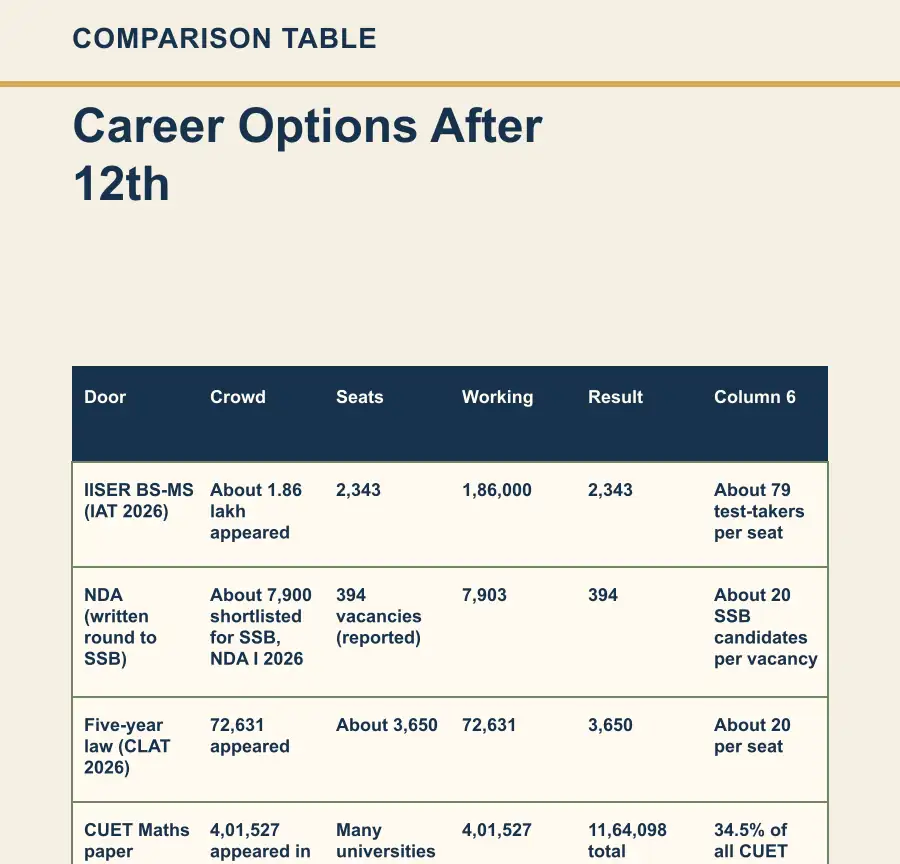 COMPARISON TABLE
Career Options After
12th
Door Crowd Seats Working Result Column 6
IISER BS-MS About 1.86 2,343 1,86,000 2,343 About 79
(IAT 2026) lakh test-takers
appeared per seat
NDA About 7,900 394 7,903 394 About 20
(written shortlisted vacancies SSB
round to for SSB, (reported) candidates
SSB) NDA I 2026 per vacancy
Five-year 72,631 About 3,650 72,631 3,650 About 20
law (CLAT appeared per seat
2026)
CUET Maths 4,01,527 Many 4,01,527 11,64,098 34.5% of
paper appeared in universities total all CUET